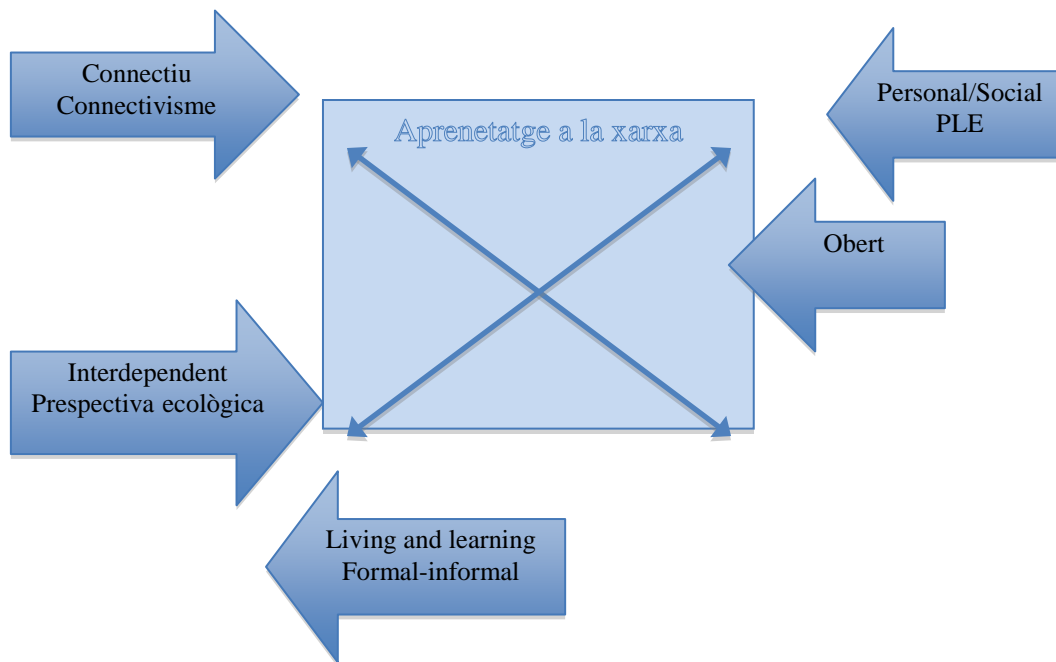 Connectiu
Connectivisme
Aprenetatge a la xarxa
Personal/Social
PLE
Obert
Interdependent
Prespectiva ecològica
Living and learning
Formal-informal